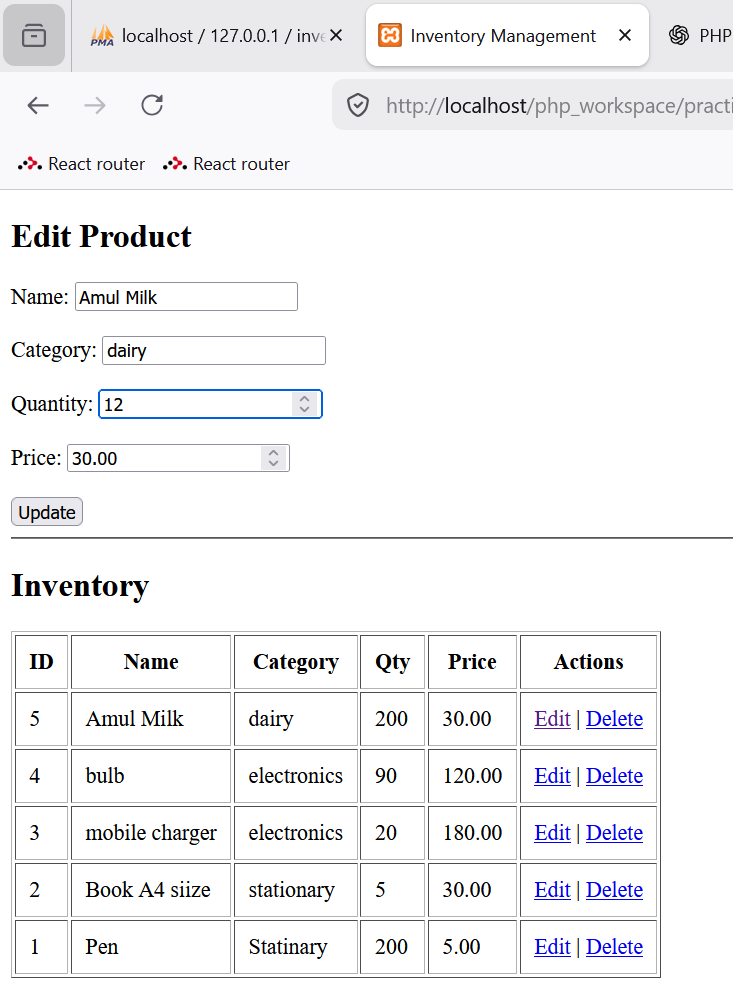 PMA localhost / 127.0.0.1 / inve Inventory Management PHP
http://localhost/php_workspace/practi
React router React router
Edit Product
Name: Amul Milk
Category: dairy
Quantity: 12
Price: 30.00
Update
Inventory
ID Name Category Qty Price Actions
5 Amul Milk dairy 200 30.00 Edit | Delete
4 bulb electronics 90 120.00 Edit | Delete
3 mobile charger electronics 20 180.00 Edit | Delete
2 Book A4 siize stationary 5 30.00 Edit | Delete
1 Pen Statinary 200 5.00 Edit | Delete